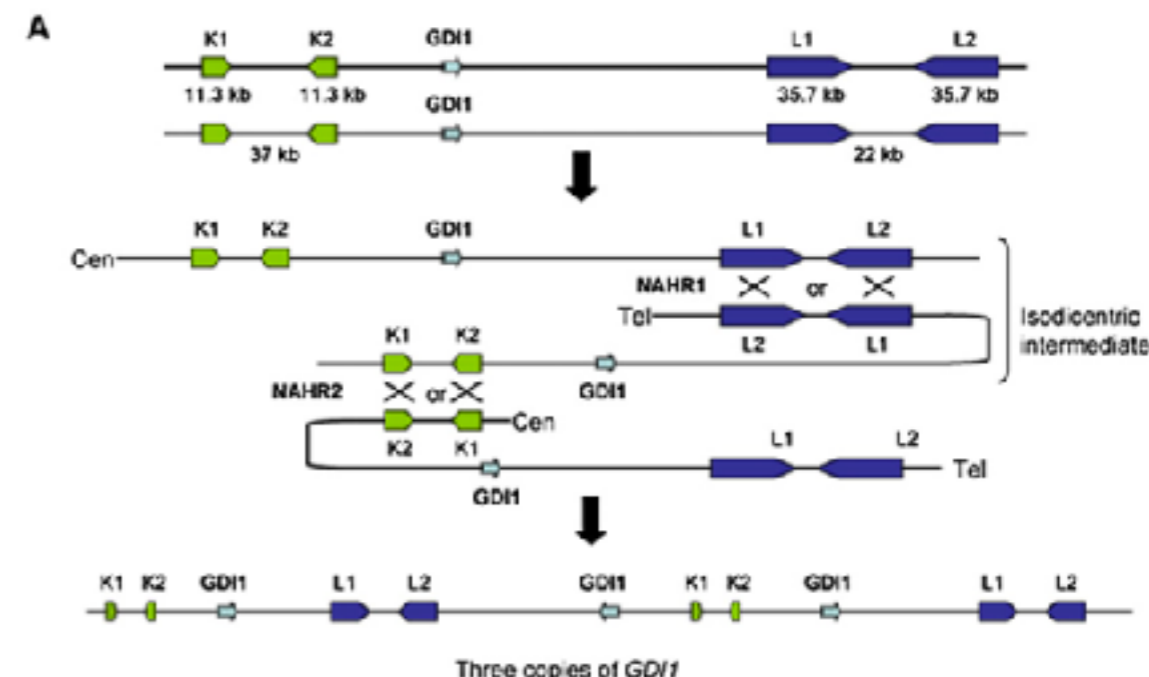 A
K1 K2 GDI1 L1 L2
11.3 kb 11.3 kb 35.7 kb 35.7 kb
GDI1
37 kb 22 kb
K1 K2 GDI1 L1 L2
Cen
NAHR1 or
Tel
Isodicentric
intermediate
K1 K2 L2 L1
NAHR2 or GDI1
Cen
K2 K1 L1 L2
Tel
GDI1
K1 K2 GDI1 L1 L2 GDI1 K1 K2 GDI1 L1 L2
Three copies of GDI1